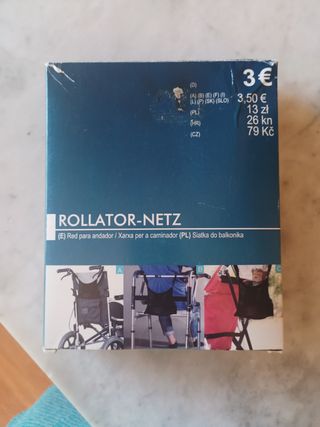 (D) 3 €
(A) (B) (E) (F) (I)
(L) (P) (SK) (SLO) 3,50 €
(PL) 13 zł
(HR) 26 kn
(CZ) 79 Kč
ROLLATOR-NETZ
(E) Red para andador / Xarxa per a caminador (PL) Siatka do balkonika
A B C